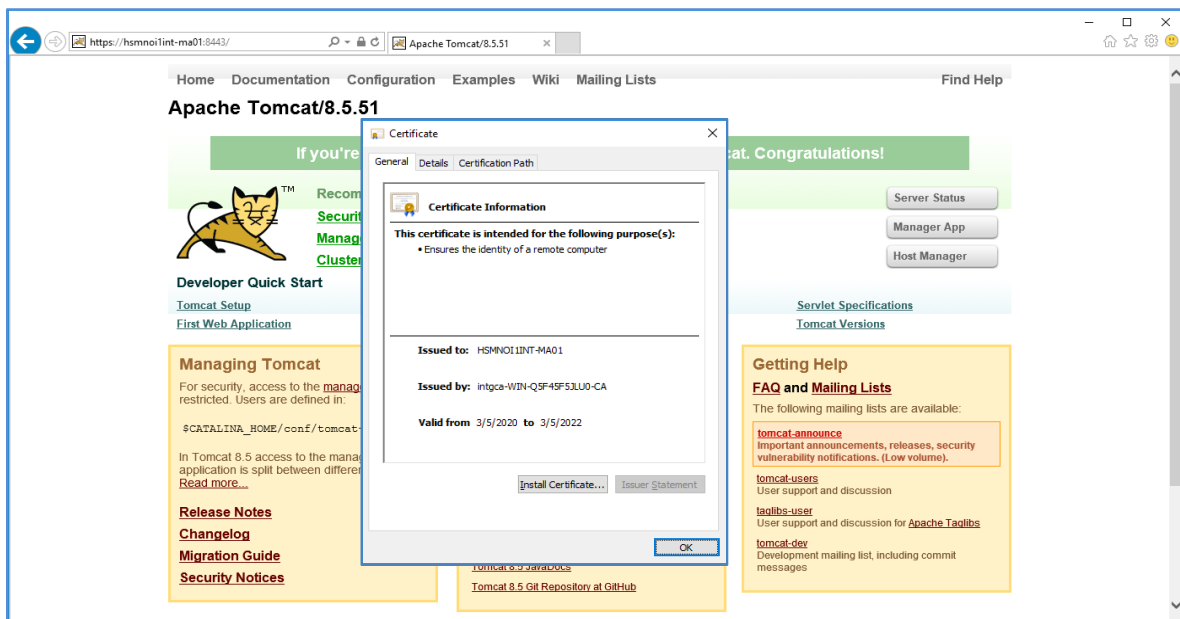 https://hsmnoi1int-ma01:8443/
Apache Tomcat/8.5.51
Home Documentation Configuration Examples Wiki Mailing Lists Find Help
Apache Tomcat/8.5.51
If you're
cat. Congratulations!
TM
Recom
Securit
Manag
Cluster
Server Status
Manager App
Host Manager
Developer Quick Start
Tomcat Setup
First Web Application
Servlet Specifications
Tomcat Versions
Certificate
General Details Certification Path
Certificate Information
This certificate is intended for the following purpose(s):
• Ensures the identity of a remote computer
Issued to: HSMNOI1INT-MA01
Issued by: intgca-WIN-Q5F45F5JLU0-CA
Valid from 3/5/2020 to 3/5/2022
Install Certificate... Issuer Statement
OK
Managing Tomcat
For security, access to the manag
restricted. Users are defined in:
$CATALINA_HOME/conf/tomcat-
In Tomcat 8.5 access to the manag
application is split between differen
Read more...
Release Notes
Changelog
Migration Guide
Security Notices
Tomcat 8.5 JavaDocs
Tomcat 8.5 Git Repository at GitHub
Getting Help
FAQ and Mailing Lists
The following mailing lists are available:
tomcat-announce
Important announcements, releases, security
vulnerability notifications. (Low volume).
tomcat-users
User support and discussion
taglibs-user
User support and discussion for Apache Taglibs
tomcat-dev
Development mailing list, including commit
messages